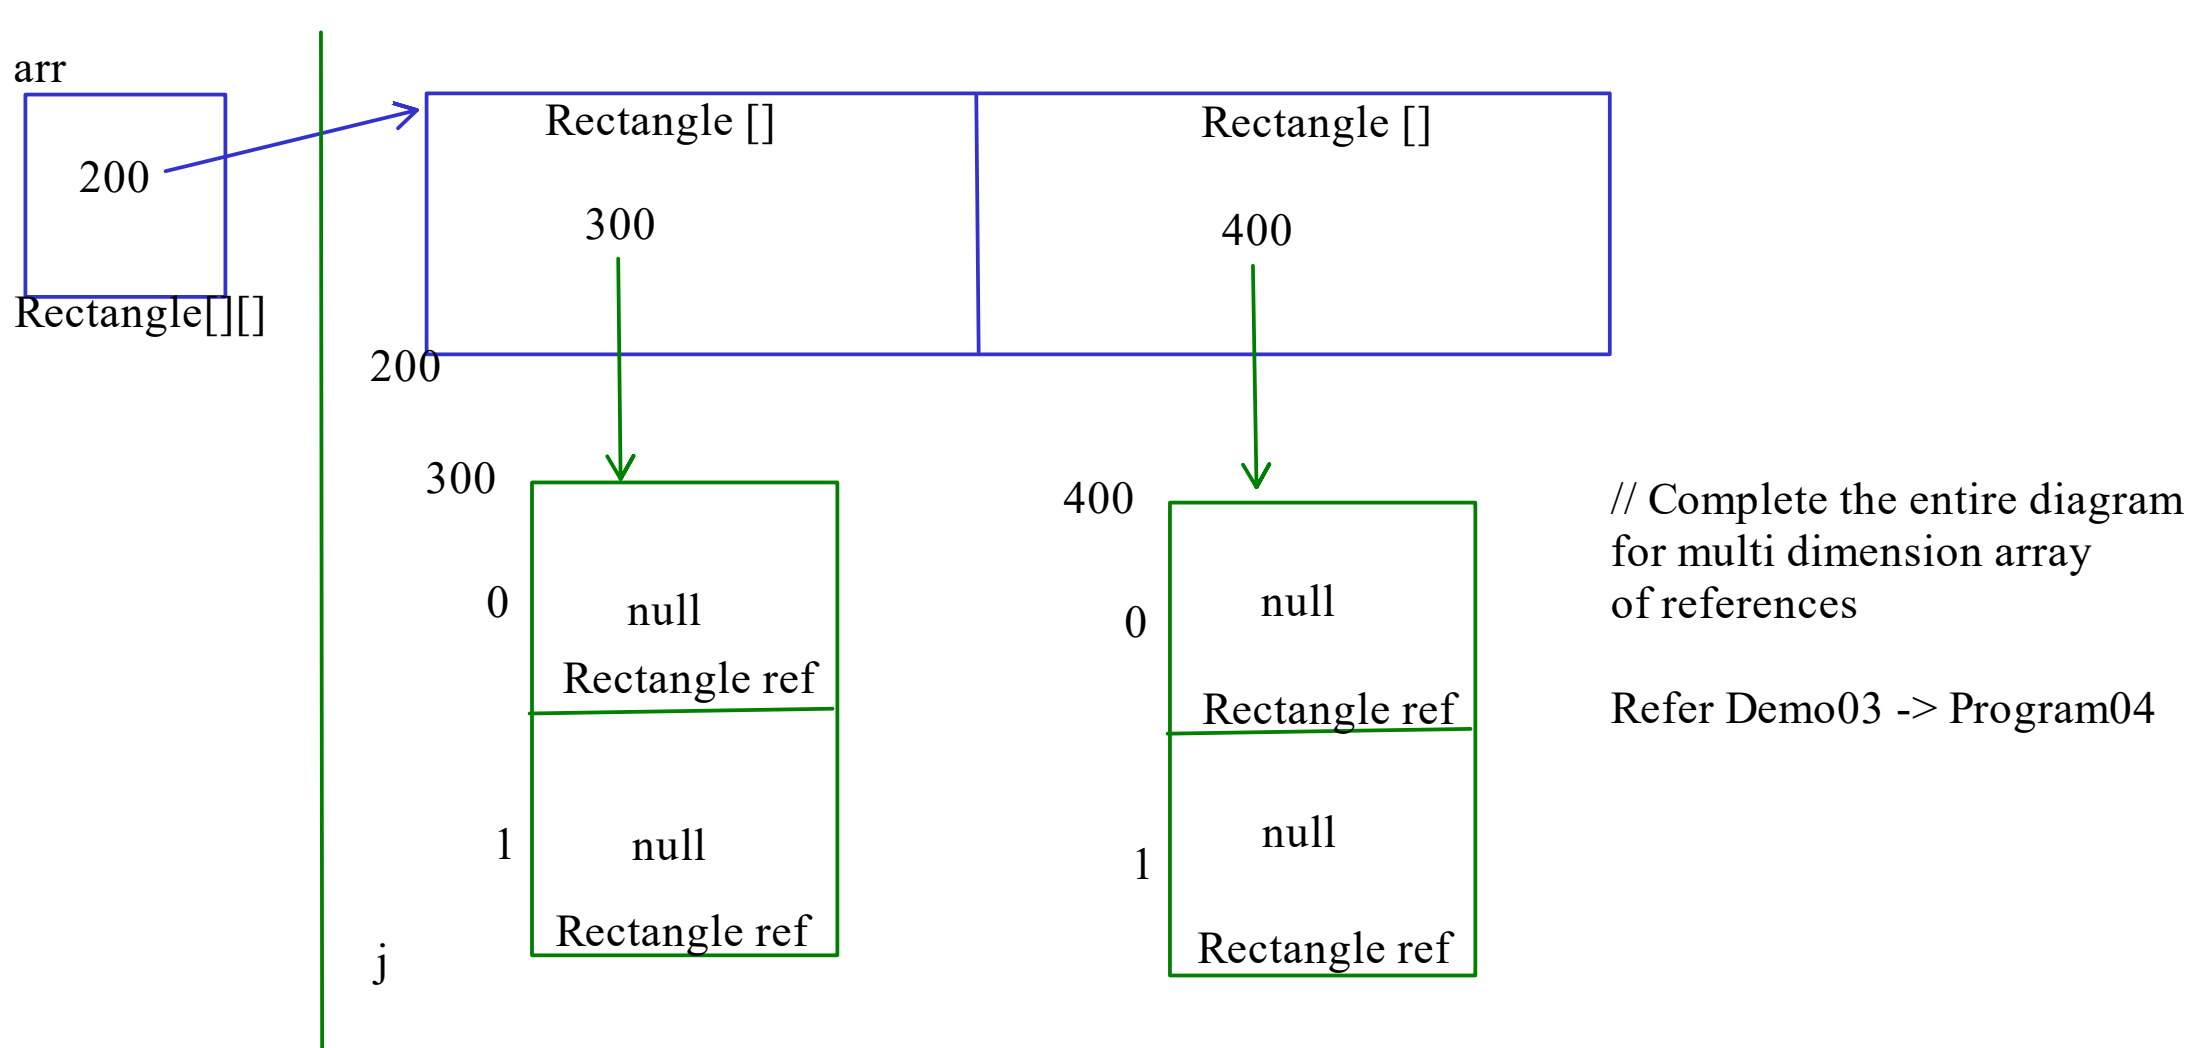 arr
200
Rectangle[][]
Rectangle []
Rectangle []
300
400
200
300
0
null
Rectangle ref
1
null
Rectangle ref
j
400
0
null
Rectangle ref
1
null
Rectangle ref
// Complete the entire diagram
for multi dimension array
of references
Refer Demo03 -> Program04